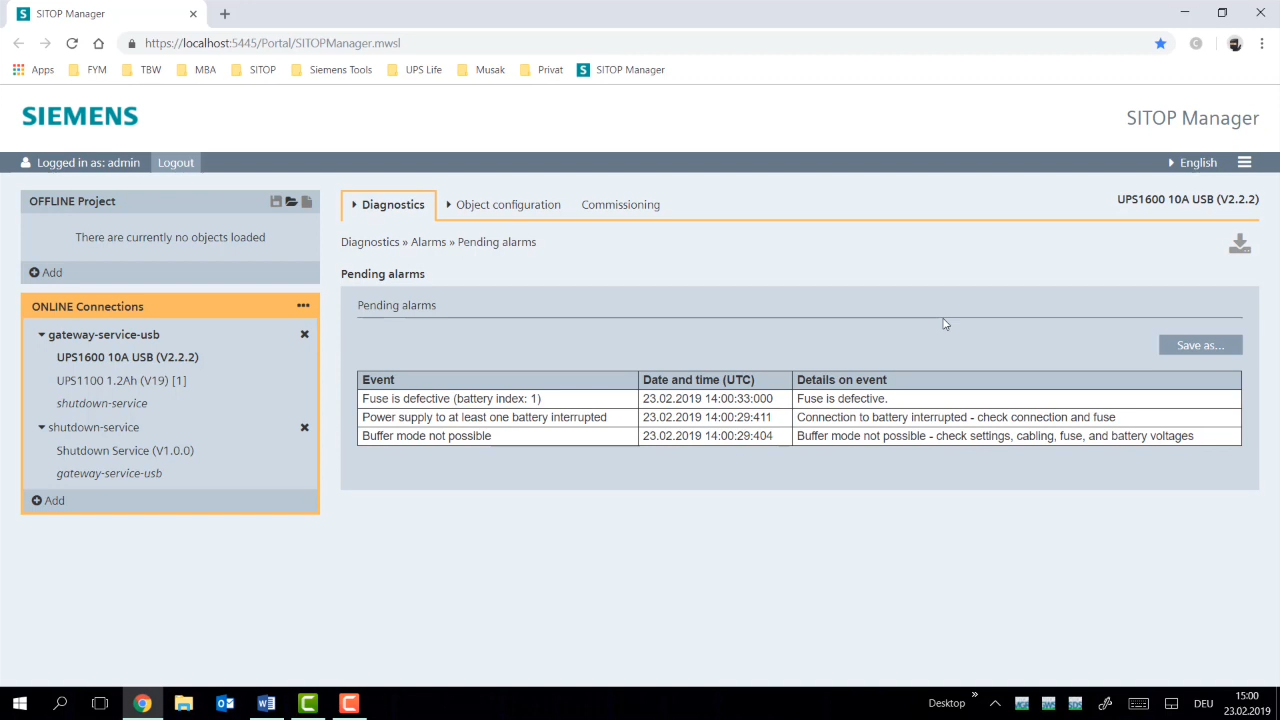 SITOP Manager
https://localhost:5445/Portal/SITOPManager.mwsl
Apps FYM TBW MBA SITOP Siemens Tools UPS Life Musak Privat SITOP Manager
SIEMENS
SITOP Manager
Logged in as: admin Logout English
OFFLINE Project
There are currently no objects loaded
Add
ONLINE Connections
gateway-service-usb
UPS1600 10A USB (V2.2.2)
UPS1100 1.2Ah (V19) [1]
shutdown-service
shutdown-service
Shutdown Service (V1.0.0)
gateway-service-usb
Add
Diagnostics Object configuration Commissioning
UPS1600 10A USB (V2.2.2)
Diagnostics » Alarms » Pending alarms
Pending alarms
Pending alarms
Save as...
Event Date and time (UTC) Details on event
Fuse is defective (battery index: 1) 23.02.2019 14:00:33:000 Fuse is defective.
Power supply to at least one battery interrupted 23.02.2019 14:00:29:411 Connection to battery interrupted - check connection and fuse
Buffer mode not possible 23.02.2019 14:00:29:404 Buffer mode not possible - check settings, cabling, fuse, and battery voltages
Desktop DEU 15:00
23.02.2019